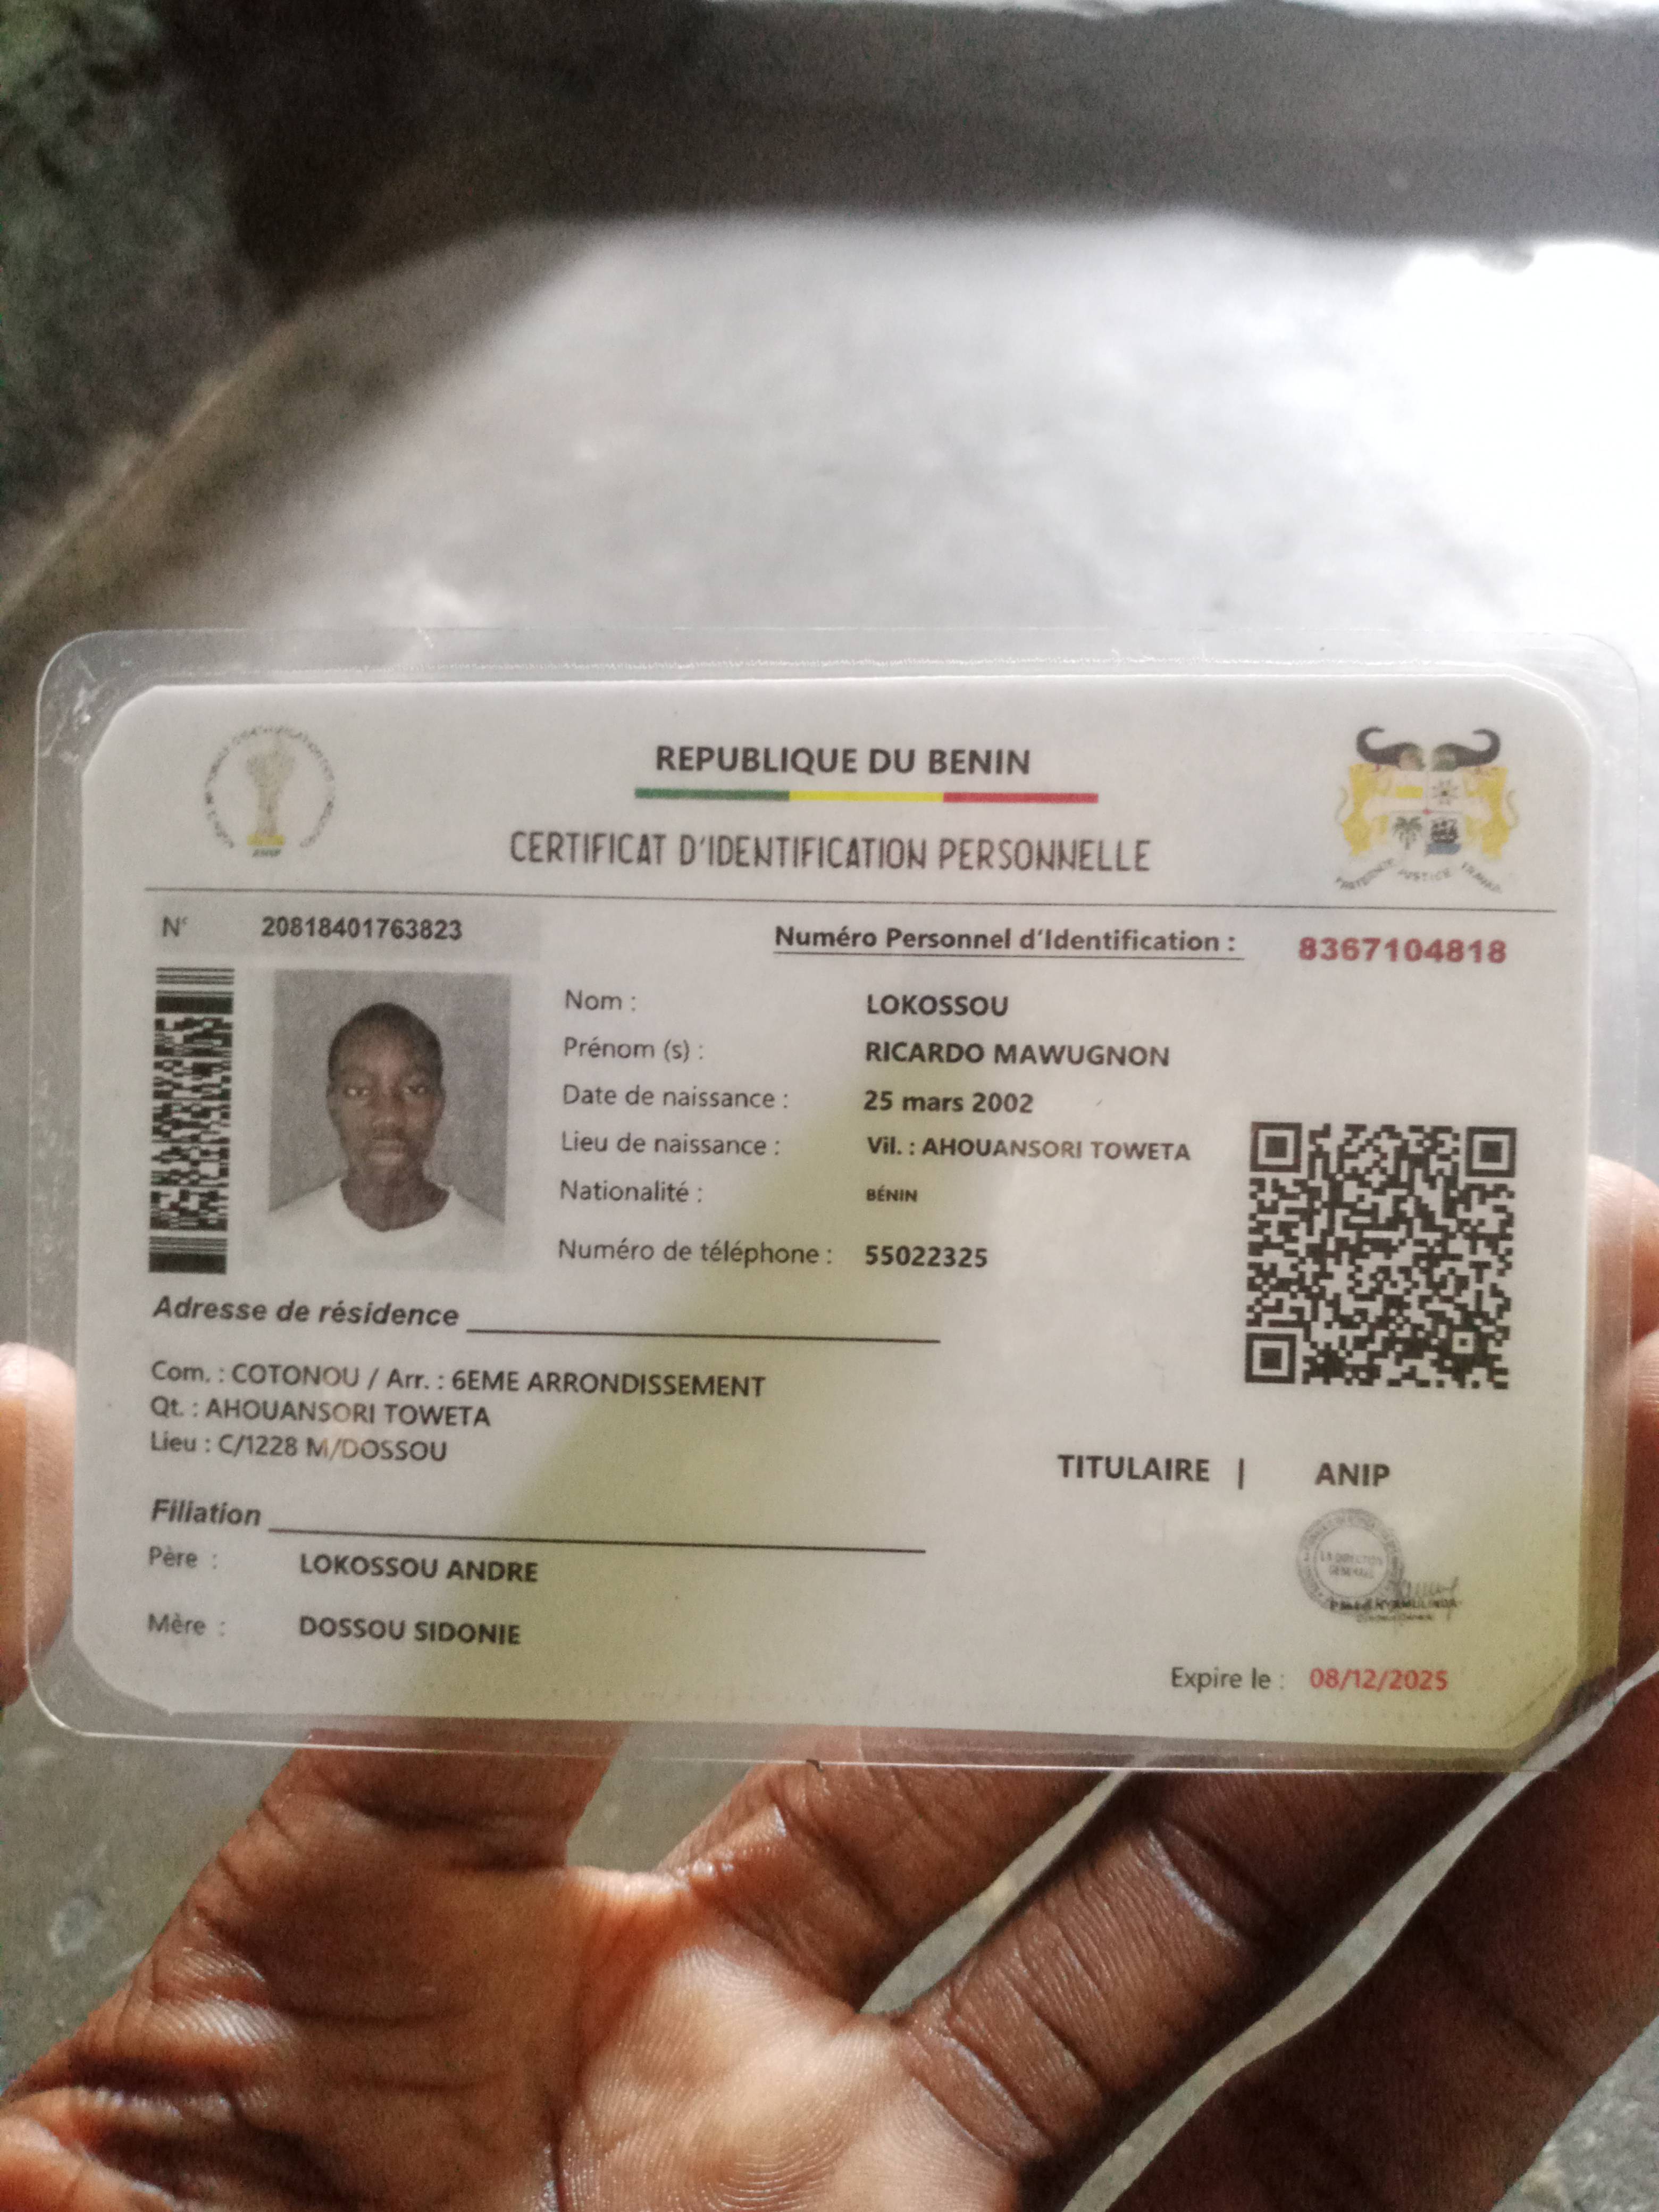 REPUBLIQUE DU BENIN
CERTIFICAT D'IDENTIFICATION PERSONNELLE
ANIP
FRATERNITE JUSTICE TRAVAIL
N° 20818401763823
Numéro Personnel d'Identification : 8367104818
Nom : LOKOSSOU
Prénom (s) : RICARDO MAWUGNON
Date de naissance : 25 mars 2002
Lieu de naissance : Vil. : AHOUANSORI TOWETA
Nationalité : BÉNIN
Numéro de téléphone : 55022325
Adresse de résidence
Com. : COTONOU / Arr. : 6EME ARRONDISSEMENT
Qt. : AHOUANSORI TOWETA
Lieu : C/1228 M/DOSSOU
TITULAIRE | ANIP
Filiation
Père : LOKOSSOU ANDRE
Mère : DOSSOU SIDONIE
Expire le : 08/12/2025